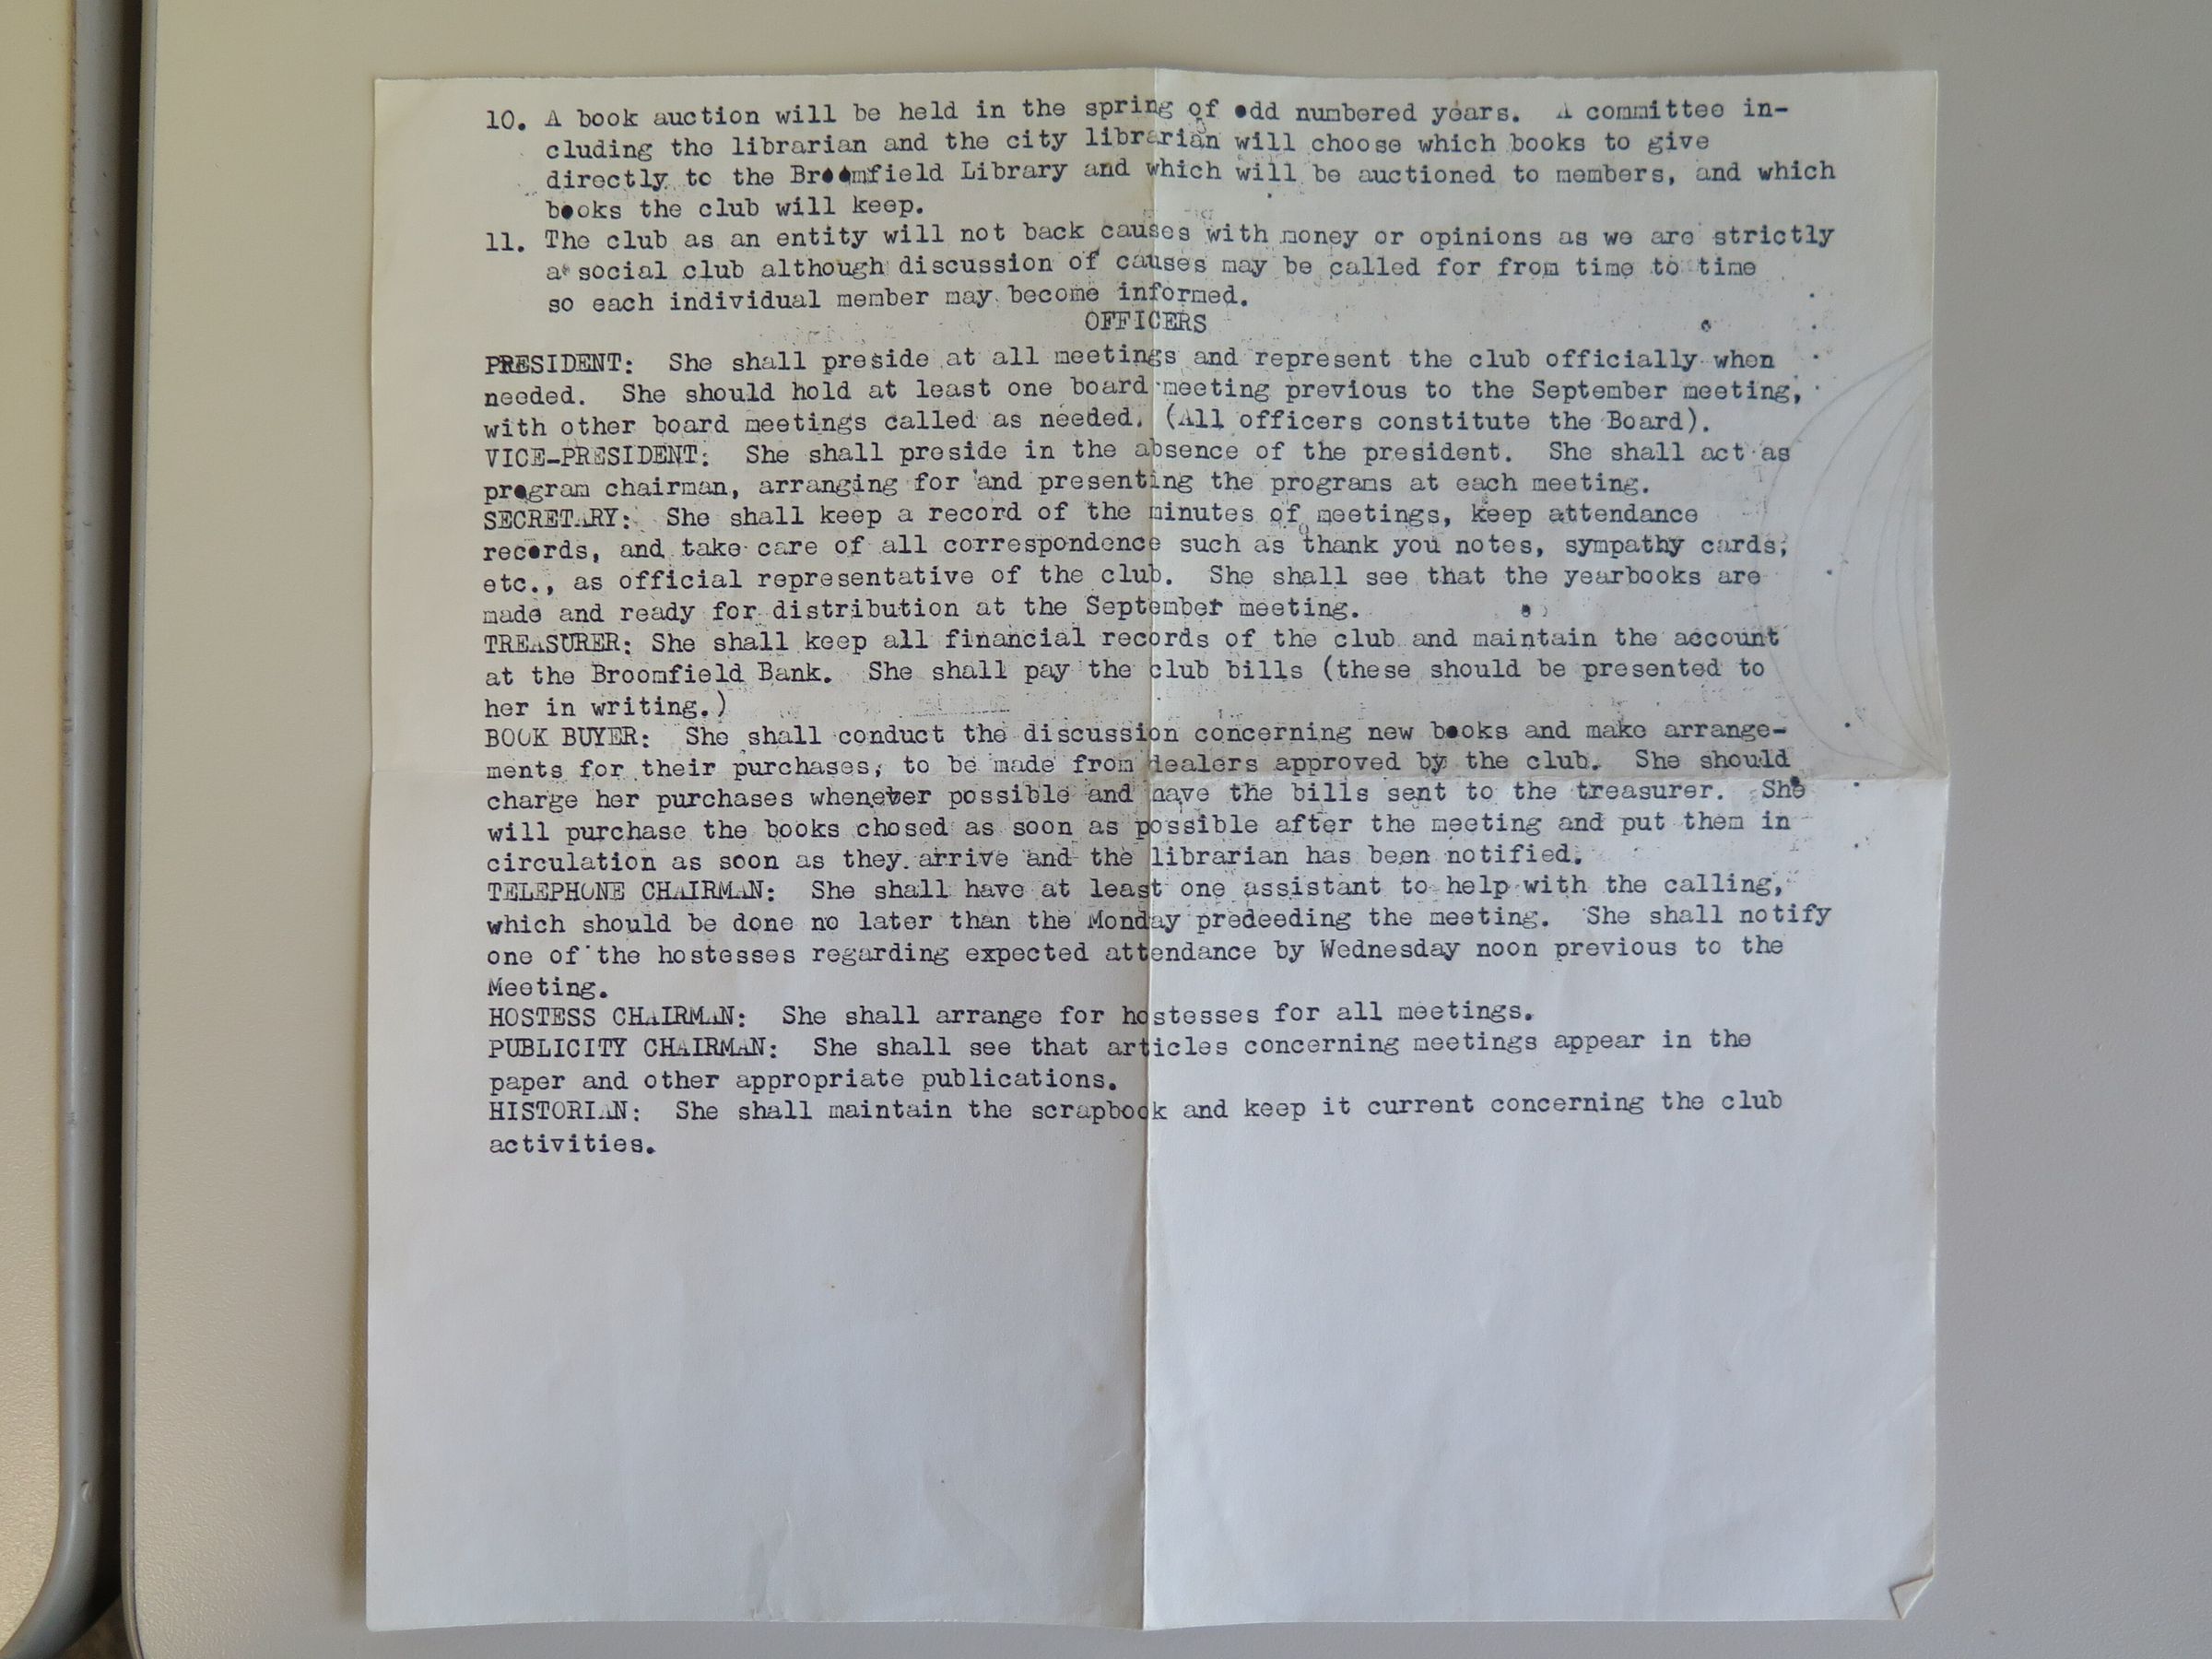 10. A book auction will be held in the spring of odd numbered years.  A committee in-
cluding the librarian and the city librarian will choose which books to give
directly to the Broomfield Library and which will be auctioned to members, and which
books the club will keep.
11. The club as an entity will not back causes with money or opinions as we are strictly
a social club although discussion of causes may be called for from time to time
so each individual member may become informed.
OFFICERS
PRESIDENT:  She shall preside at all meetings and represent the club officially when
needed.  She should hold at least one board meeting previous to the September meeting,
with other board meetings called as needed. (All officers constitute the Board).
VICE-PRESIDENT:  She shall preside in the absence of the president.  She shall act as
program chairman, arranging for and presenting the programs at each meeting.
SECRETARY:  She shall keep a record of the minutes of meetings, keep attendance
records, and take care of all correspondence such as thank you notes, sympathy cards,
etc., as official representative of the club.  She shall see that the yearbooks are
made and ready for distribution at the September meeting.
TREASURER: She shall keep all financial records of the club and maintain the account
at the Broomfield Bank.  She shall pay the club bills (these should be presented to
her in writing.)
BOOK BUYER:  She shall conduct the discussion concerning new books and make arrange-
ments for their purchases, to be made from dealers approved by the club.  She should
charge her purchases whenever possible and have the bills sent to the treasurer.  She
will purchase the books chosed as soon as possible after the meeting and put them in
circulation as soon as they arrive and the librarian has been notified.
TELEPHONE CHAIRMAN:  She shall have at least one assistant to help with the calling,
which should be done no later than the Monday predeeding the meeting.  She shall notify
one of the hostesses regarding expected attendance by Wednesday noon previous to the
Meeting.
HOSTESS CHAIRMAN:  She shall arrange for hostesses for all meetings.
PUBLICITY CHAIRMAN:  She shall see that articles concerning meetings appear in the
paper and other appropriate publications.
HISTORIAN:  She shall maintain the scrapbook and keep it current concerning the club
activities.